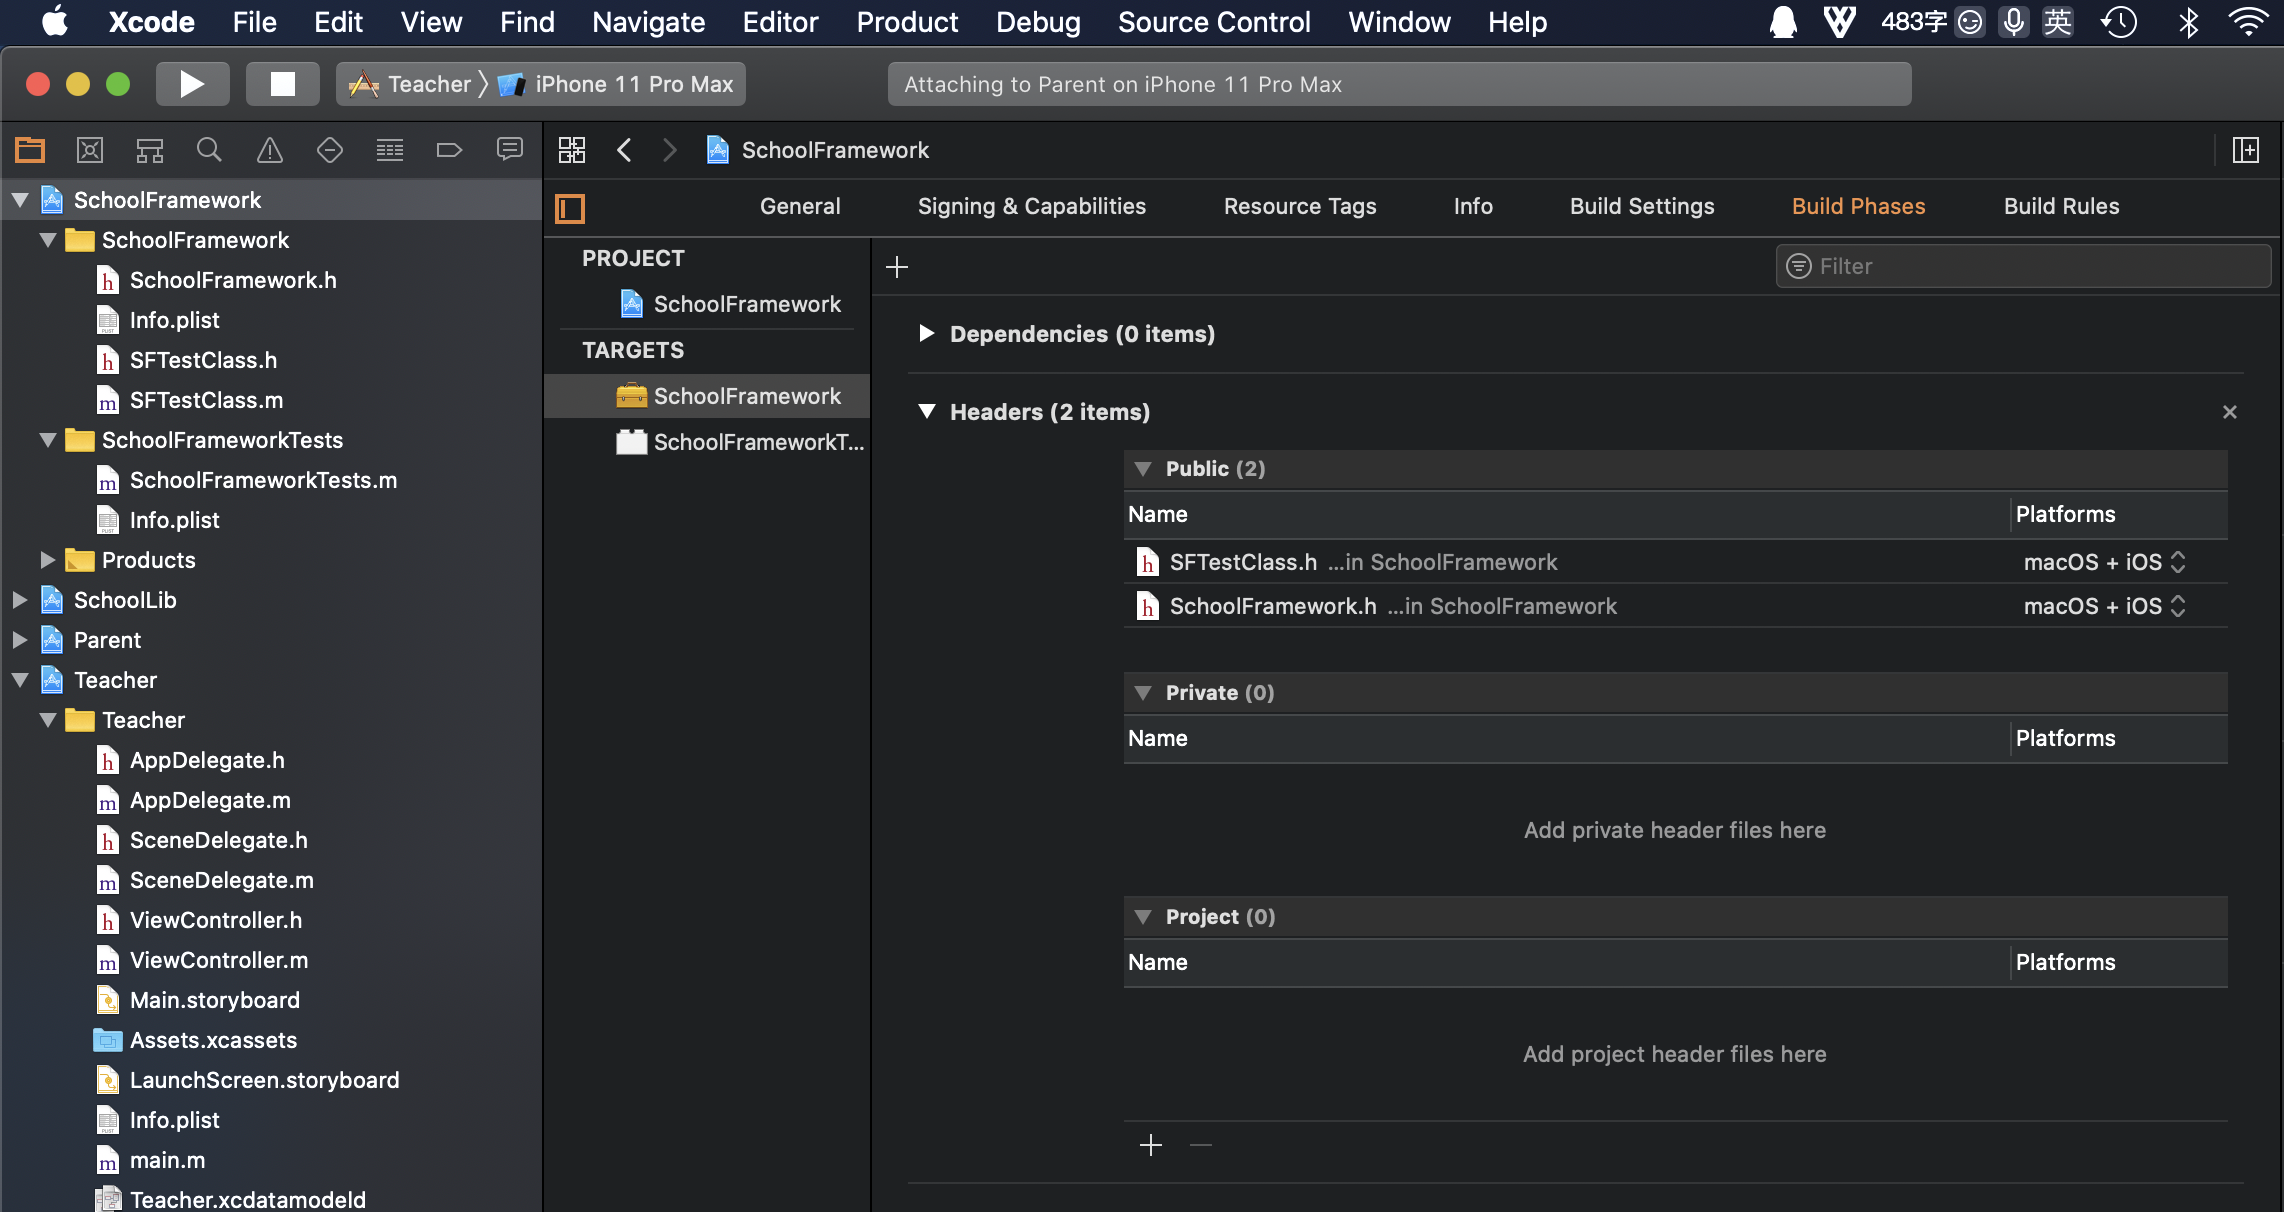 Xcode File Edit View Find Navigate Editor Product Debug Source Control Window Help 483字 英
Teacher iPhone 11 Pro Max Attaching to Parent on iPhone 11 Pro Max
SchoolFramework
General Signing & Capabilities Resource Tags Info Build Settings Build Phases Build Rules
SchoolFramework
SchoolFramework
h SchoolFramework.h
Info.plist
h SFTestClass.h
m SFTestClass.m
SchoolFrameworkTests
m SchoolFrameworkTests.m
Info.plist
Products
SchoolLib
Parent
Teacher
Teacher
h AppDelegate.h
m AppDelegate.m
h SceneDelegate.h
m SceneDelegate.m
h ViewController.h
m ViewController.m
Main.storyboard
Assets.xcassets
LaunchScreen.storyboard
Info.plist
m main.m
Teacher.xcdatamodeld
PROJECT
SchoolFramework
TARGETS
SchoolFramework
SchoolFrameworkT...
Filter
Dependencies (0 items)
Headers (2 items)
Public (2)
Name Platforms
h SFTestClass.h ...in SchoolFramework macOS + iOS
h SchoolFramework.h ...in SchoolFramework macOS + iOS
Private (0)
Name Platforms
Add private header files here
Project (0)
Name Platforms
Add project header files here